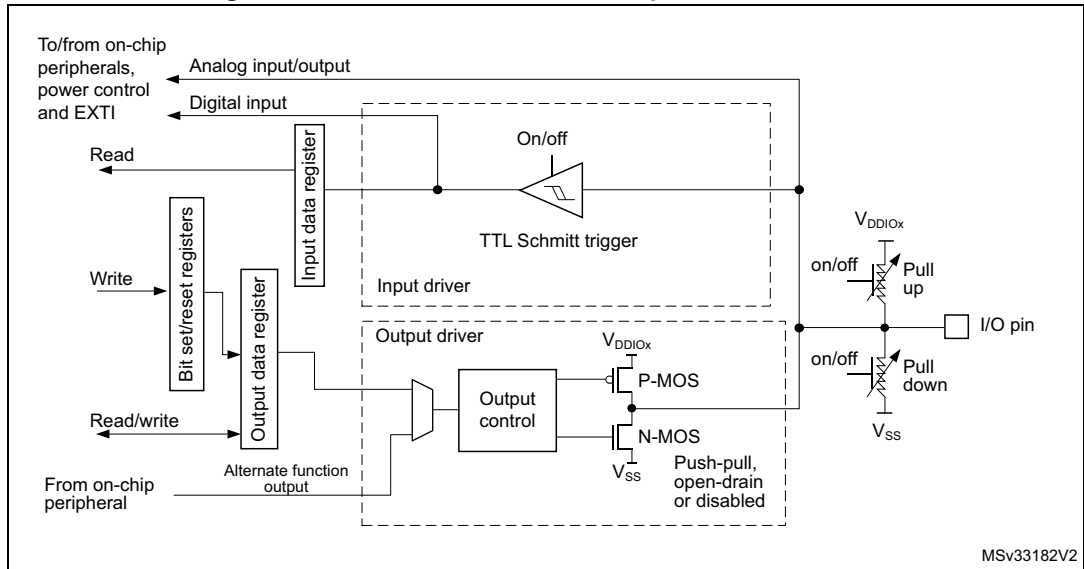 To/from on-chip
peripherals,
power control
and EXTI
Analog input/output
Digital input
On/off
Read
Input data register
TTL Schmitt trigger
Input driver
Bit set/reset registers
Write
Output data register
Read/write
From on-chip
peripheral
Alternate function
output
Output driver
Output
control
VDDIOx
P-MOS
N-MOS
VSS
Push-pull,
open-drain
or disabled
VDDIOx
on/off
Pull
up
I/O pin
on/off
Pull
down
VSS
MSv33182V2